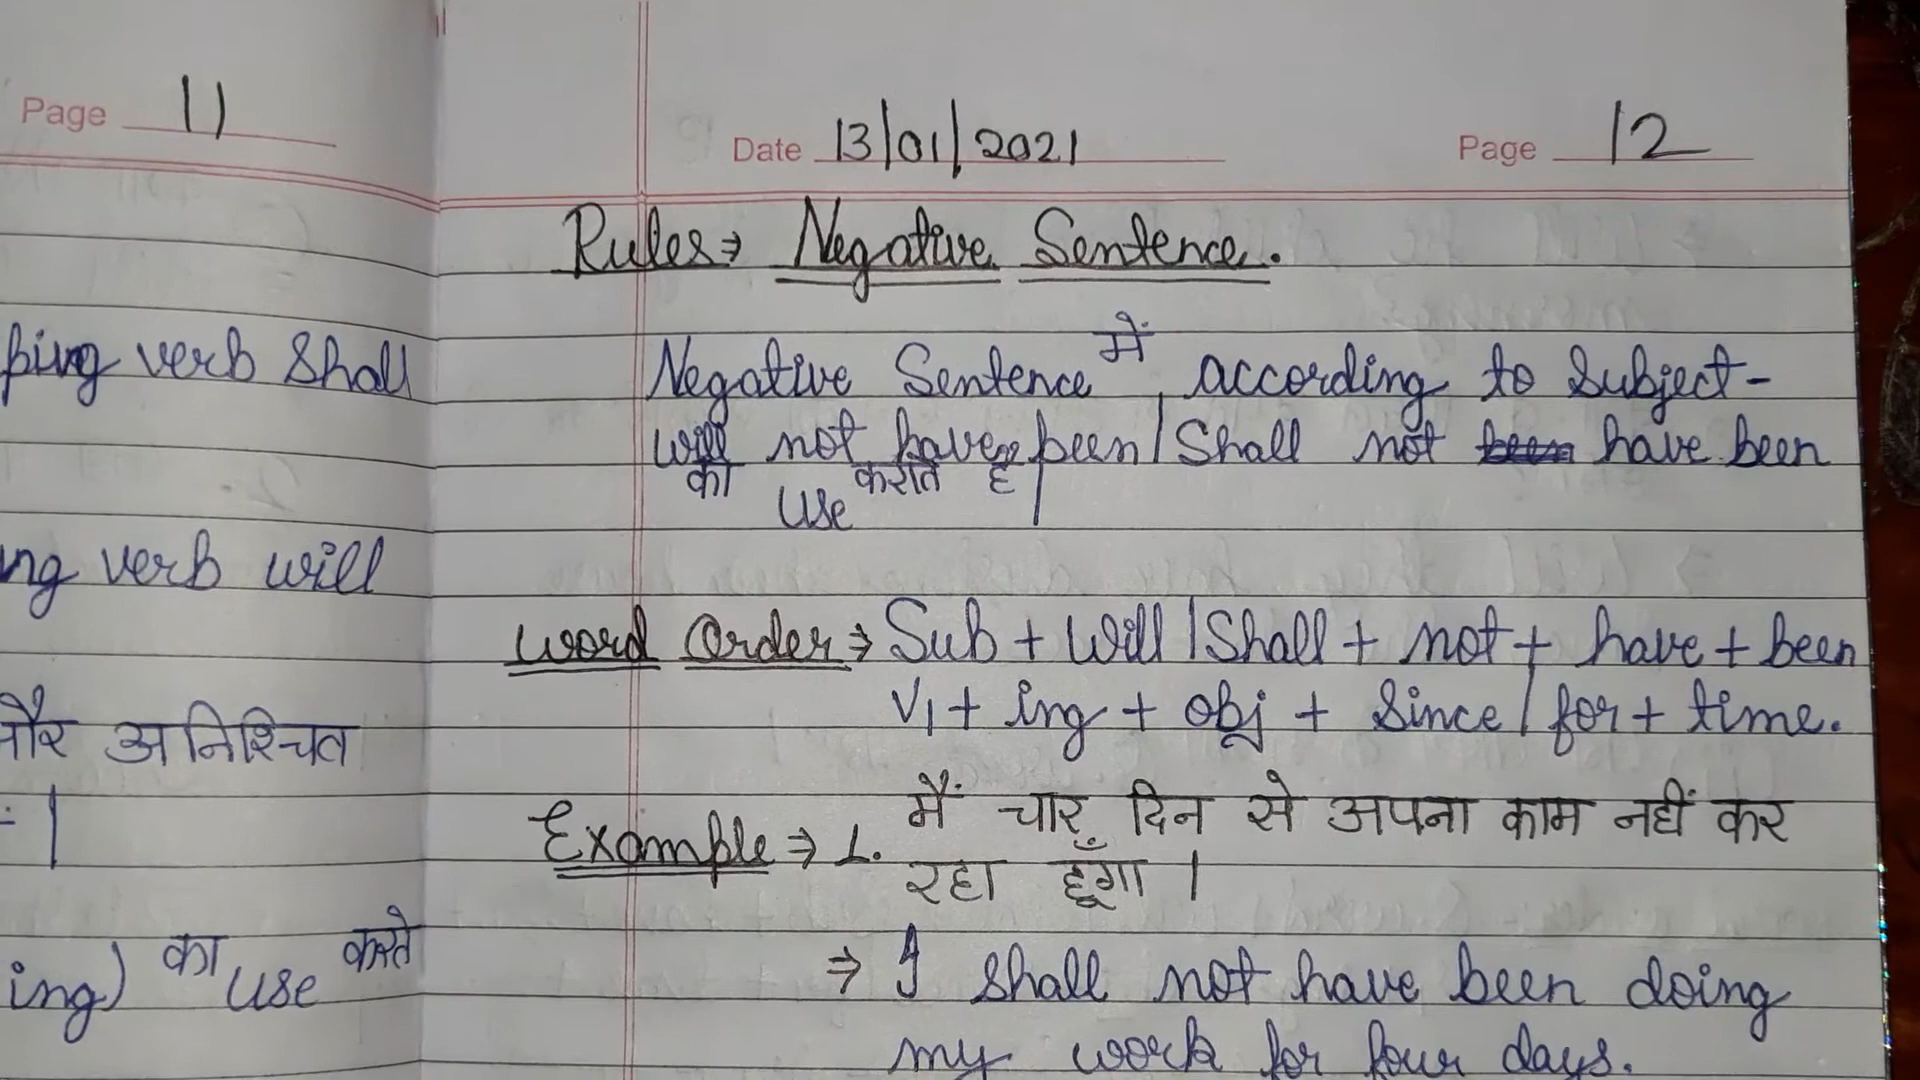 Page 11
ping verb Shall
ng verb will
और अनिश्चित
ing) का use करते
Date 13/01/2021 Page 12
Rules⇒ Negative Sentence.
Negative Sentence में, according to Subject-
will not have been/Shall not been have been
का use कराते है।
Word Order⇒ Sub + Will/Shall + not + have + been
V1 + ing + obj + Since/for + time.
Example⇒ 1. मैं चार दिन से अपना काम नहीं कर
रहा हूँगा।
⇒ I shall not have been doing
my work for four days.